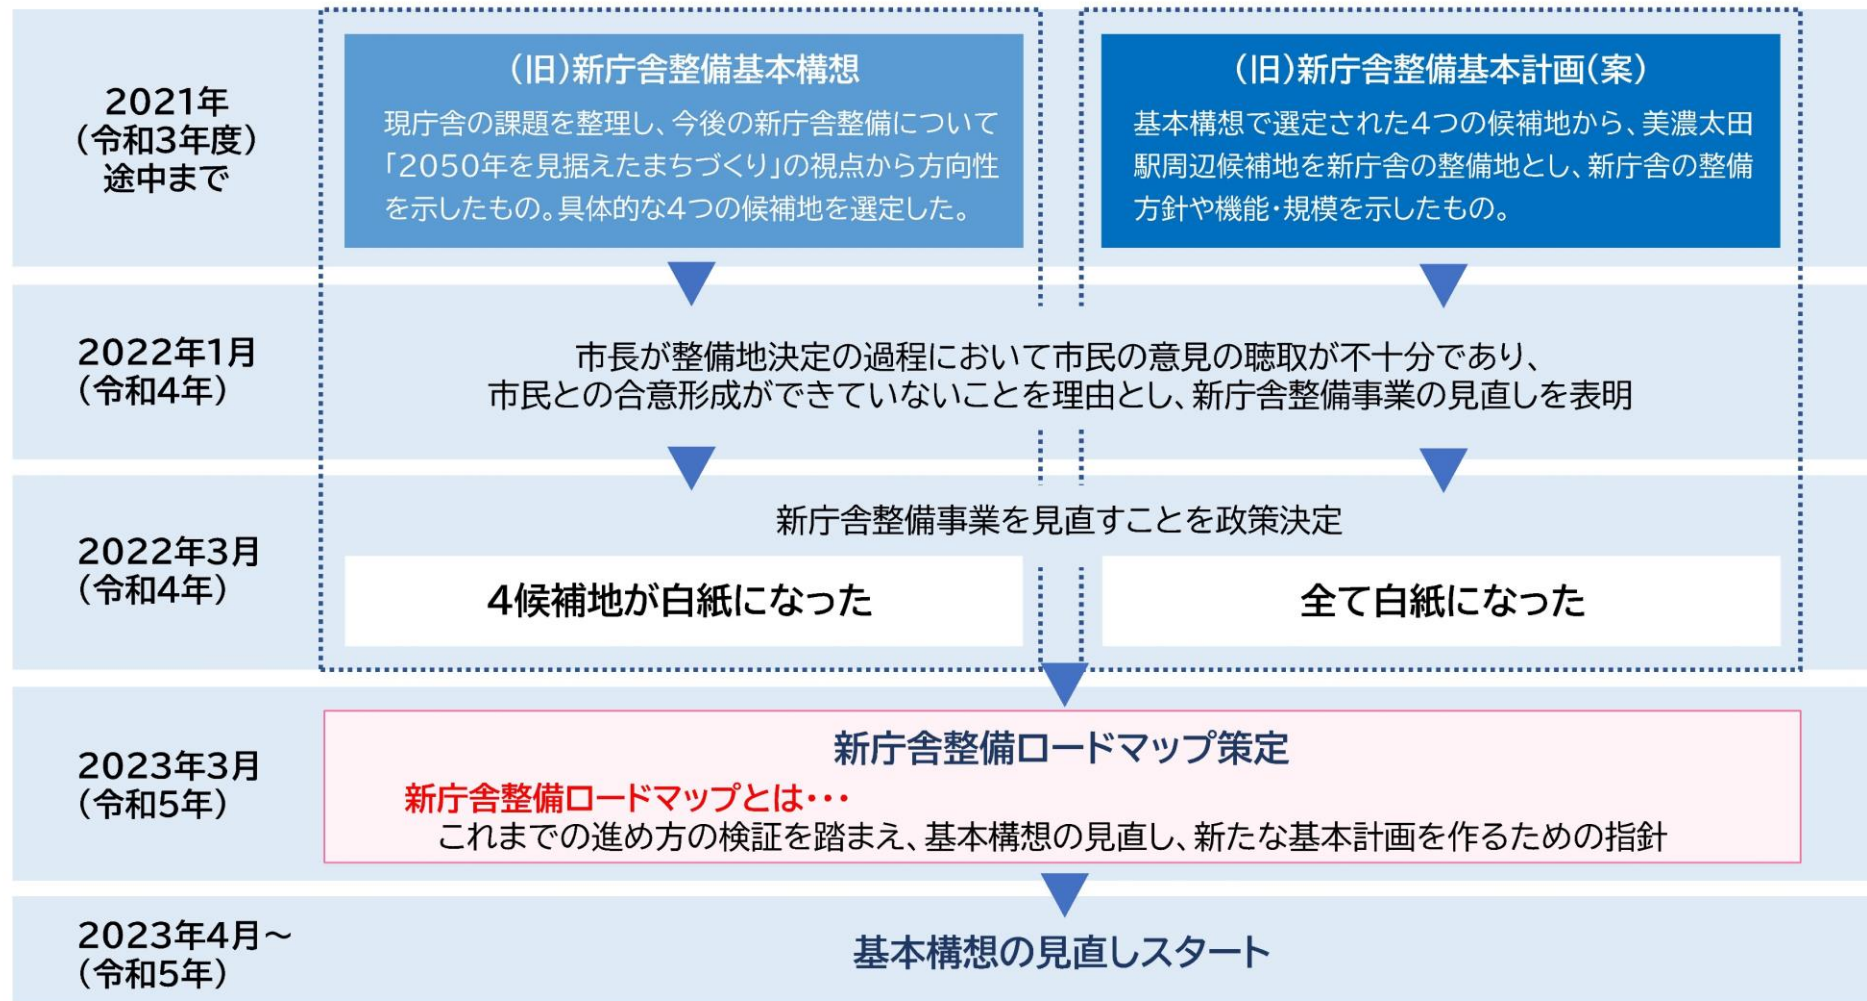 2021年
（令和3年度）
途中まで
（旧）新庁舎整備基本構想
現庁舎の課題を整理し、今後の新庁舎整備について
「2050年を見据えたまちづくり」の視点から方向性
を示したもの。具体的な4つの候補地を選定した。
（旧）新庁舎整備基本計画（案）
基本構想で選定された4つの候補地から、美濃太田
駅周辺候補地を新庁舎の整備地とし、新庁舎の整備
方針や機能・規模を示したもの。
2022年1月
（令和4年）
市長が整備地決定の過程において市民の意見の聴取が不十分であり、
市民との合意形成ができていないことを理由とし、新庁舎整備事業の見直しを表明
2022年3月
（令和4年）
新庁舎整備事業を見直すことを政策決定
4候補地が白紙になった
全て白紙になった
2023年3月
（令和5年）
新庁舎整備ロードマップ策定
新庁舎整備ロードマップとは・・・
これまでの進め方の検証を踏まえ、基本構想の見直し、新たな基本計画を作るための指針
2023年4月～
（令和5年）
基本構想の見直しスタート